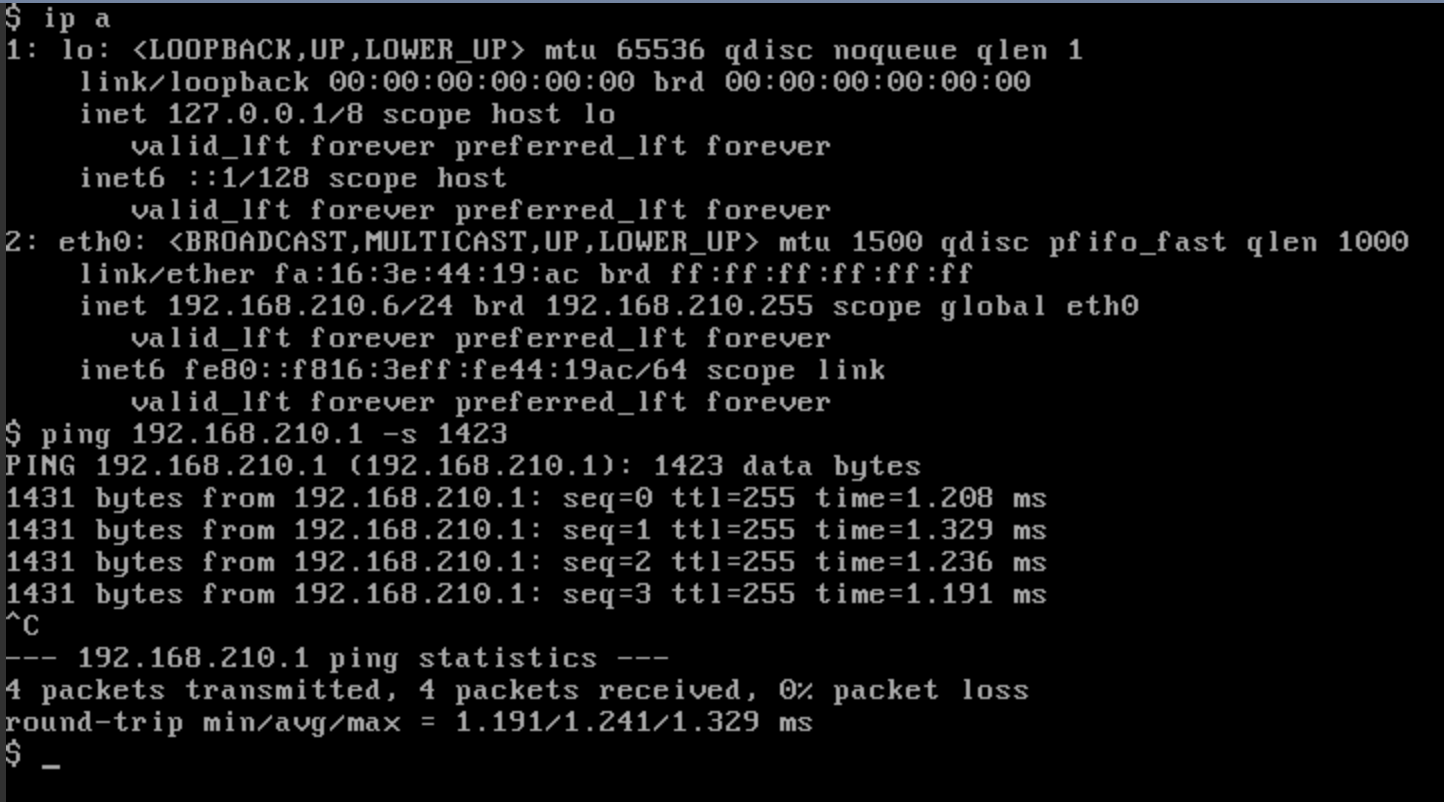 $ ip a
1: lo: <LOOPBACK,UP,LOWER_UP> mtu 65536 qdisc noqueue qlen 1
    link/loopback 00:00:00:00:00:00 brd 00:00:00:00:00:00
    inet 127.0.0.1/8 scope host lo
       valid_lft forever preferred_lft forever
    inet6 ::1/128 scope host
       valid_lft forever preferred_lft forever
2: eth0: <BROADCAST,MULTICAST,UP,LOWER_UP> mtu 1500 qdisc pfifo_fast qlen 1000
    link/ether fa:16:3e:44:19:ac brd ff:ff:ff:ff:ff:ff
    inet 192.168.210.6/24 brd 192.168.210.255 scope global eth0
       valid_lft forever preferred_lft forever
    inet6 fe80::f816:3eff:fe44:19ac/64 scope link
       valid_lft forever preferred_lft forever
$ ping 192.168.210.1 -s 1423
PING 192.168.210.1 (192.168.210.1): 1423 data bytes
1431 bytes from 192.168.210.1: seq=0 ttl=255 time=1.208 ms
1431 bytes from 192.168.210.1: seq=1 ttl=255 time=1.329 ms
1431 bytes from 192.168.210.1: seq=2 ttl=255 time=1.236 ms
1431 bytes from 192.168.210.1: seq=3 ttl=255 time=1.191 ms
^C
--- 192.168.210.1 ping statistics ---
4 packets transmitted, 4 packets received, 0% packet loss
round-trip min/avg/max = 1.191/1.241/1.329 ms
$ _